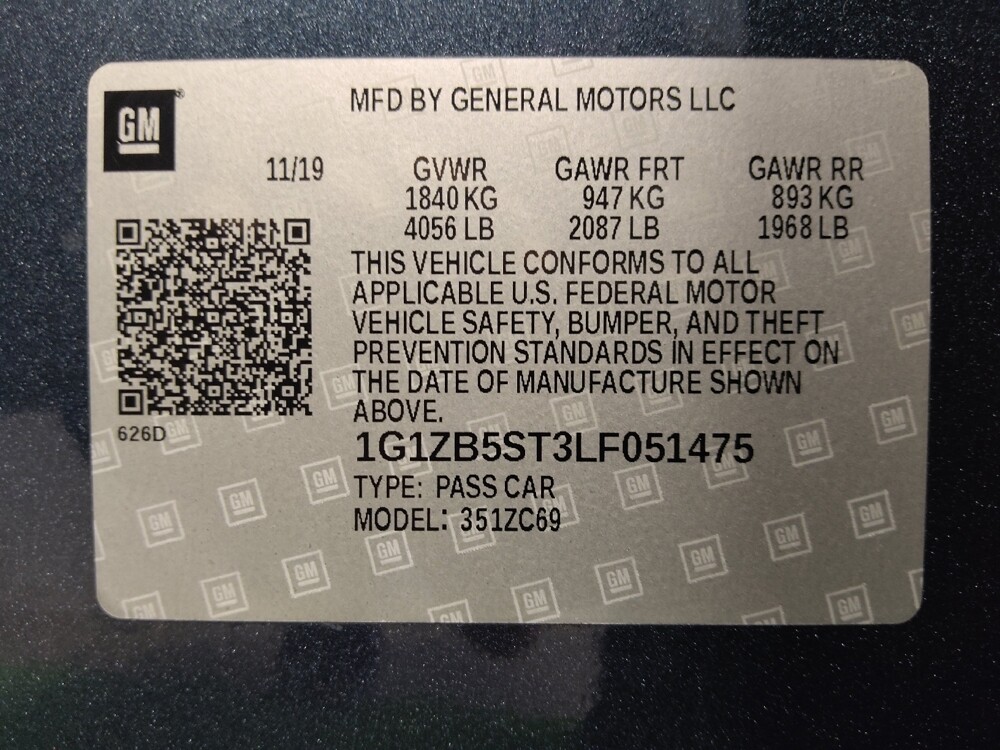 GM
MFD BY GENERAL MOTORS LLC
11/19 GVWR GAWR FRT GAWR RR
1840 KG 947 KG 893 KG
4056 LB 2087 LB 1968 LB
THIS VEHICLE CONFORMS TO ALL
APPLICABLE U.S. FEDERAL MOTOR
VEHICLE SAFETY, BUMPER, AND THEFT
PREVENTION STANDARDS IN EFFECT ON
THE DATE OF MANUFACTURE SHOWN
ABOVE.
626D
1G1ZB5ST3LF051475
TYPE: PASS CAR
MODEL: 351ZC69